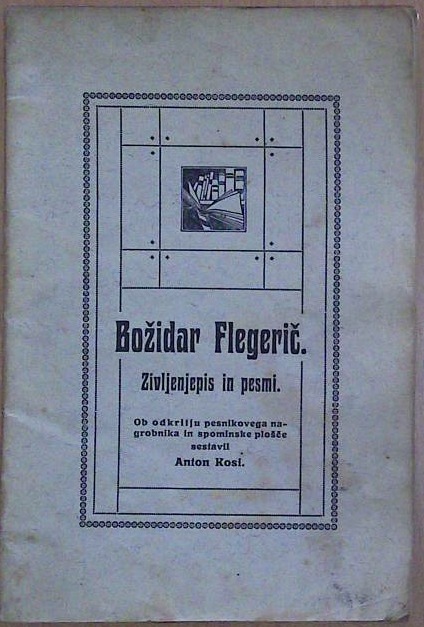 Božidar Flegerič.
Življenjepis in pesmi.
Ob odkritju pesnikovega na-
grobnika in spominske plošče
sestavil
Anton Kosi.